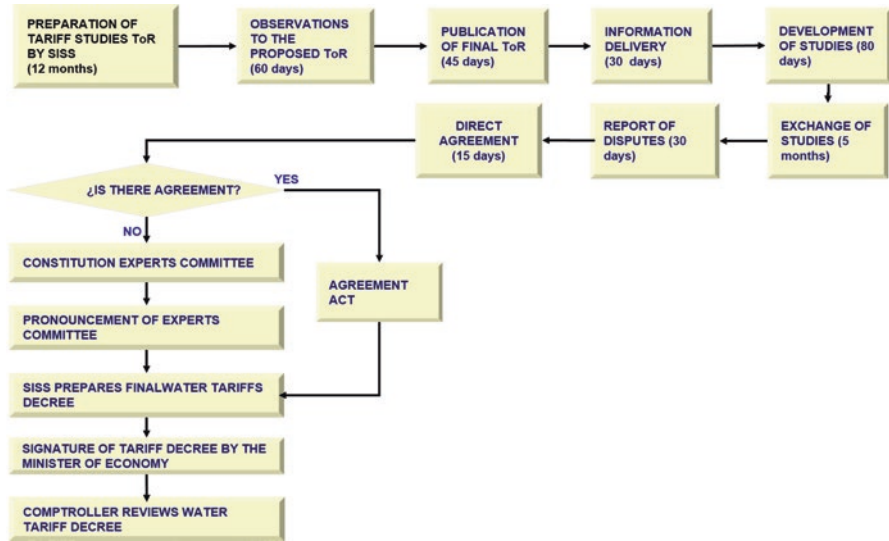 PREPARATION OF
TARIFF STUDIES ToR
BY SISS
(12 months)
OBSERVATIONS
TO THE
PROPOSED ToR
(60 days)
PUBLICATION
OF FINAL ToR
(45 days)
INFORMATION
DELIVERY
(30 days)
DEVELOPMENT
OF STUDIES (80
days)
EXCHANGE OF
STUDIES (5
months)
REPORT OF
DISPUTES (30
days)
DIRECT
AGREEMENT
(15 days)
¿IS THERE AGREEMENT?
YES
NO
CONSTITUTION EXPERTS COMMITTEE
AGREEMENT
ACT
PRONOUNCEMENT OF EXPERTS
COMMITTEE
SISS PREPARES FINALWATER TARIFFS
DECREE
SIGNATURE OF TARIFF DECREE BY THE
MINISTER OF ECONOMY
COMPTROLLER REVIEWS WATER
TARIFF DECREE